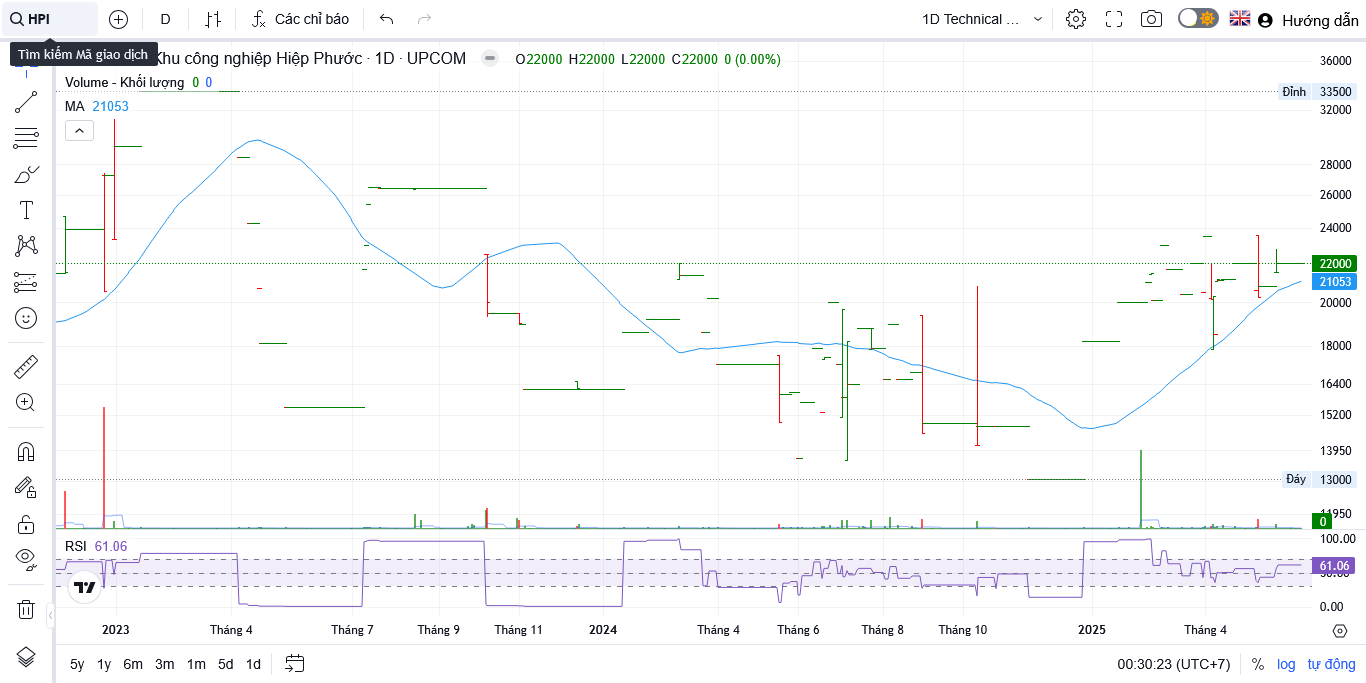 HPI
D
Các chỉ báo
1D Technical ...
Hướng dẫn
Tìm kiếm Mã giao dịch
Khu công nghiệp Hiệp Phước · 1D · UPCOM
O22000 H22000 L22000 C22000 0 (0.00%)
Volume - Khối lượng 0 0
MA 21053
36000
Đỉnh 33500
32000
28000
26000
24000
22000
21053
20000
18000
16400
15200
13950
Đáy 13000
0
RSI 61.06
100.00
61.06
0.00
2023
Tháng 4
Tháng 7
Tháng 9
Tháng 11
2024
Tháng 4
Tháng 6
Tháng 8
Tháng 10
2025
Tháng 4
5y 1y 6m 3m 1m 5d 1d
00:30:23 (UTC+7)
% log tự động